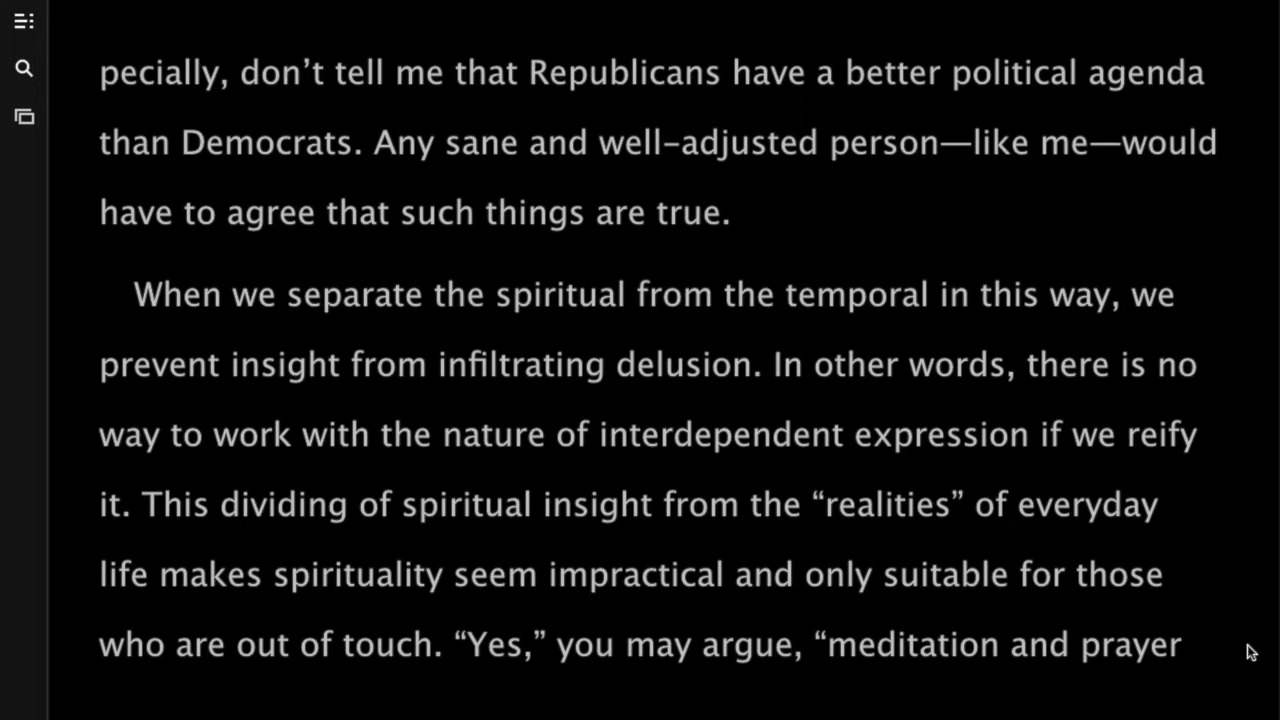 pecially, don’t tell me that Republicans have a better political agenda
than Democrats. Any sane and well-adjusted person—like me—would
have to agree that such things are true.
When we separate the spiritual from the temporal in this way, we
prevent insight from infiltrating delusion. In other words, there is no
way to work with the nature of interdependent expression if we reify
it. This dividing of spiritual insight from the “realities” of everyday
life makes spirituality seem impractical and only suitable for those
who are out of touch. “Yes,” you may argue, “meditation and prayer